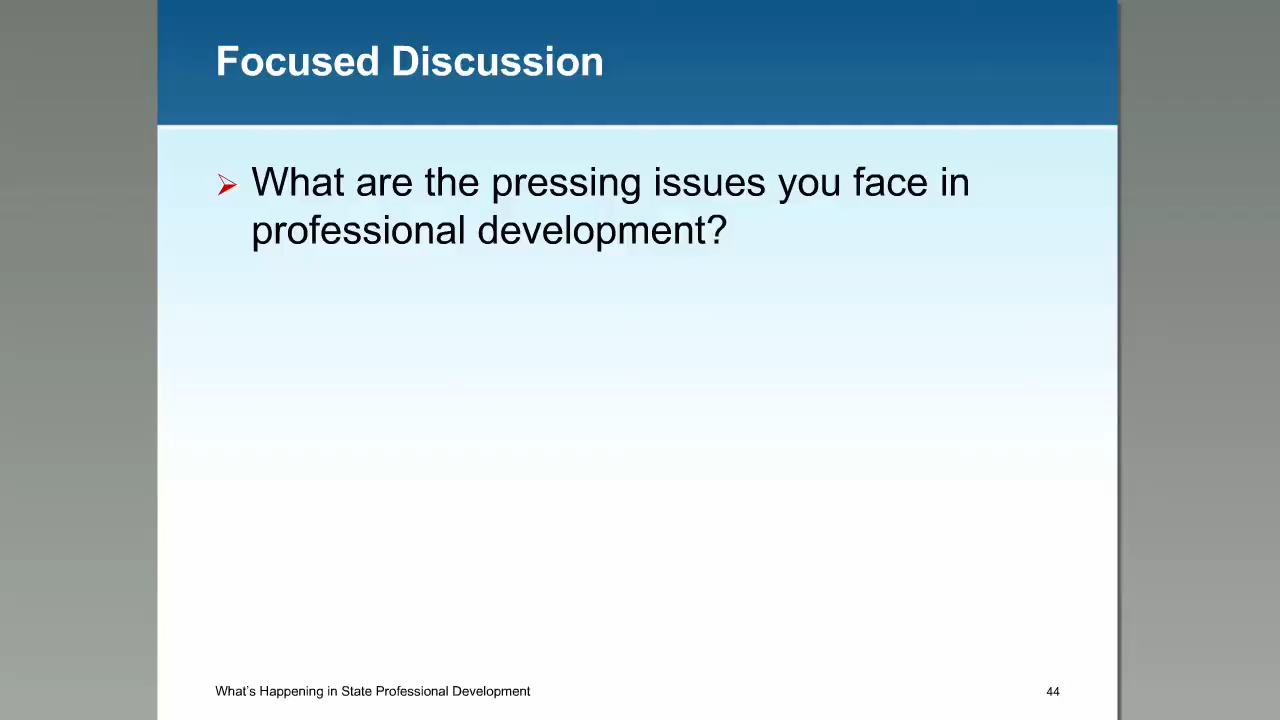 Focused Discussion
What are the pressing issues you face in
professional development?
What’s Happening in State Professional Development
44